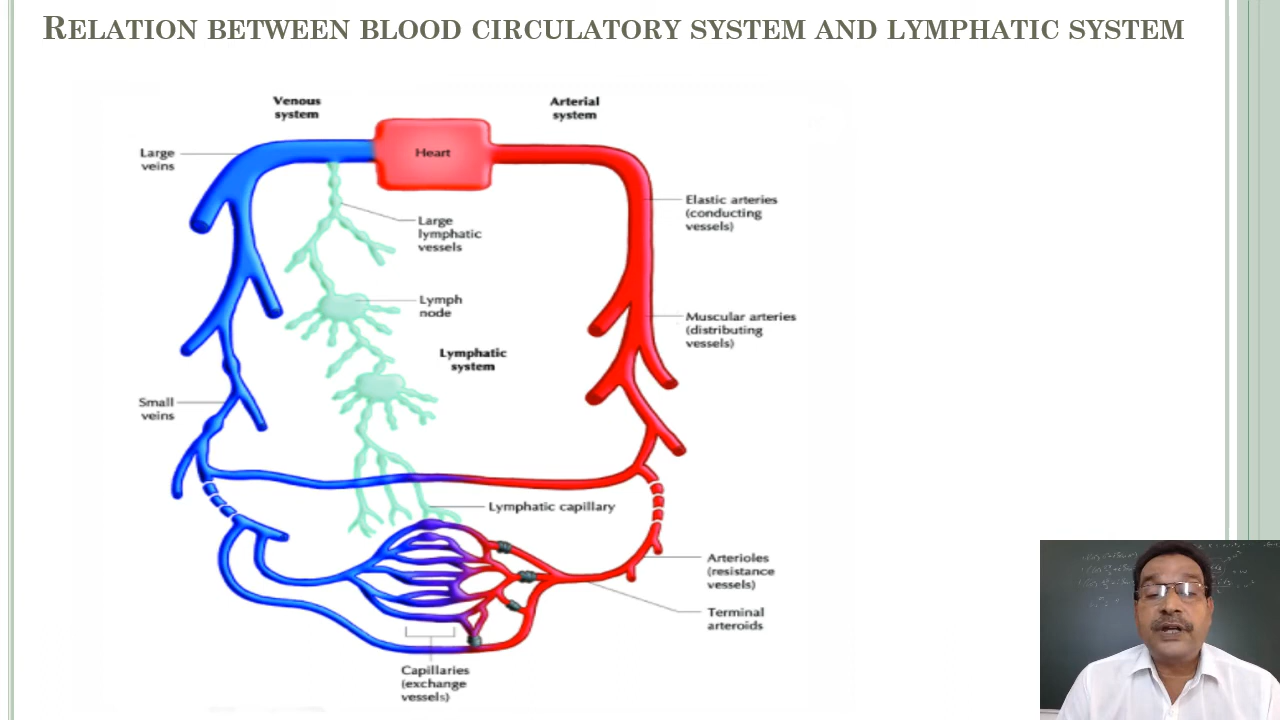 RELATION BETWEEN BLOOD CIRCULATORY SYSTEM AND LYMPHATIC SYSTEM
Venous
system
Arterial
system
Large
veins
Heart
Elastic arteries
(conducting
vessels)
Large
lymphatic
vessels
Lymph
node
Muscular arteries
(distributing
vessels)
Lymphatic
system
Small
veins
Lymphatic capillary
Arterioles
(resistance
vessels)
Terminal
arteroids
Capillaries
(exchange
vessels)